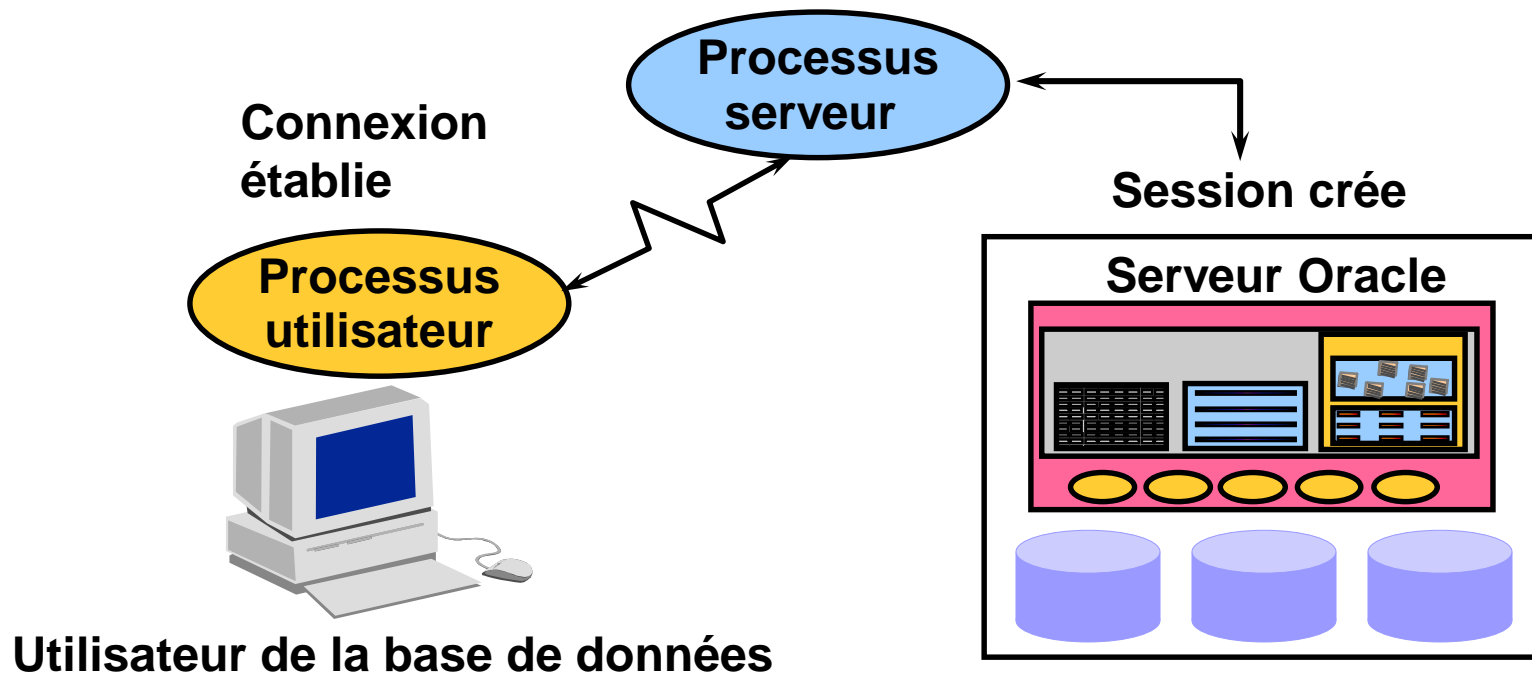 Processus
serveur
Connexion
établie
Session crée
Processus
utilisateur
Serveur Oracle
Utilisateur de la base de données